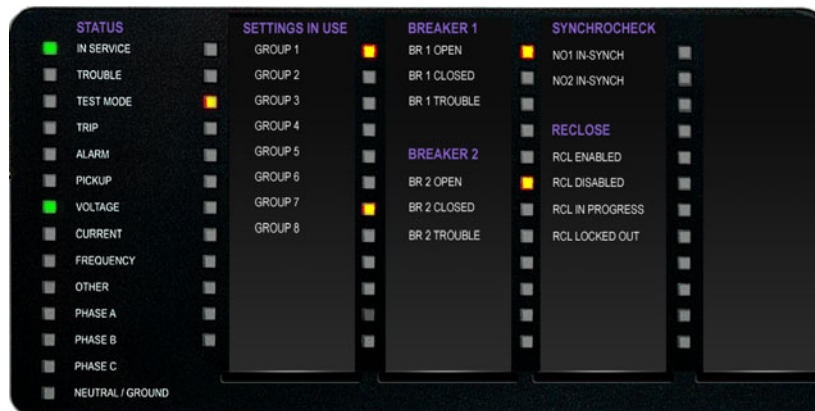 STATUS
IN SERVICE
TROUBLE
TEST MODE
TRIP
ALARM
PICKUP
VOLTAGE
CURRENT
FREQUENCY
OTHER
PHASE A
PHASE B
PHASE C
NEUTRAL / GROUND
SETTINGS IN USE
GROUP 1
GROUP 2
GROUP 3
GROUP 4
GROUP 5
GROUP 6
GROUP 7
GROUP 8
BREAKER 1
BR 1 OPEN
BR 1 CLOSED
BR 1 TROUBLE
BREAKER 2
BR 2 OPEN
BR 2 CLOSED
BR 2 TROUBLE
SYNCHROCHECK
NO1 IN-SYNCH
NO2 IN-SYNCH
RECLOSE
RCL ENABLED
RCL DISABLED
RCL IN PROGRESS
RCL LOCKED OUT